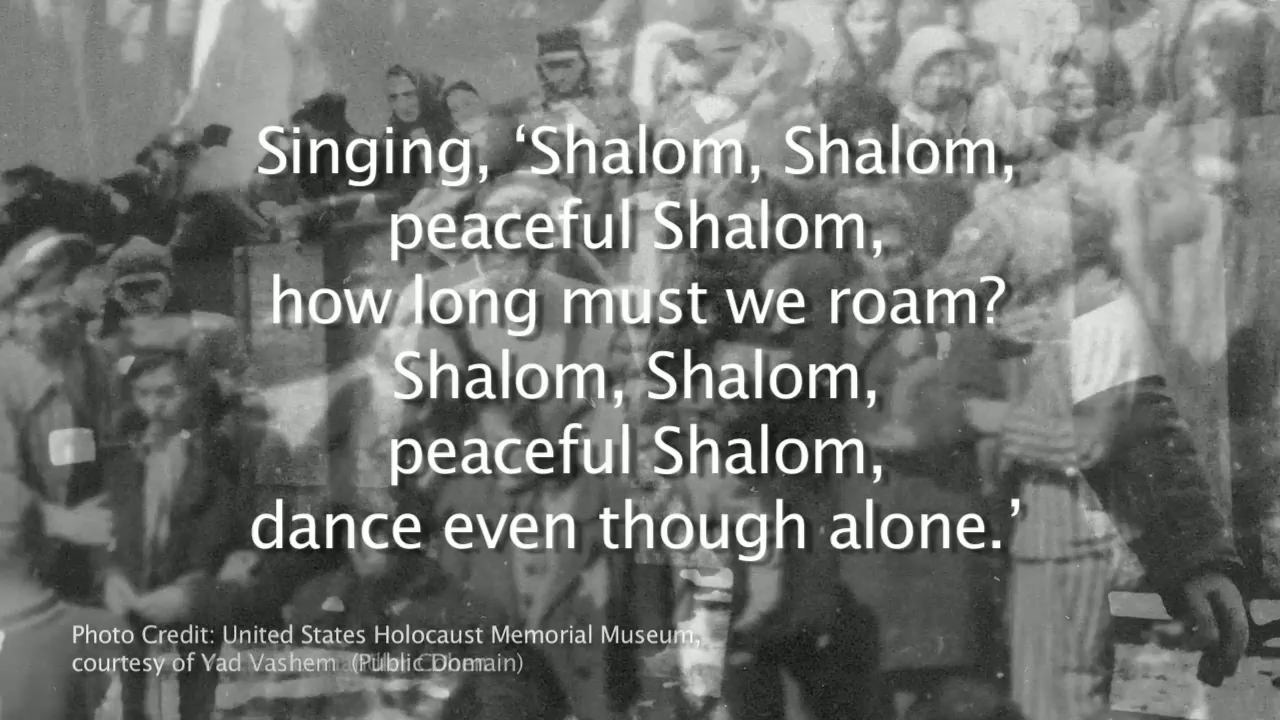 Singing, ‘Shalom, Shalom,
peaceful Shalom,
how long must we roam?
Shalom, Shalom,
peaceful Shalom,
dance even though alone.’
Photo Credit: United States Holocaust Memorial Museum,
courtesy of Yad Vashem (Public Domain)